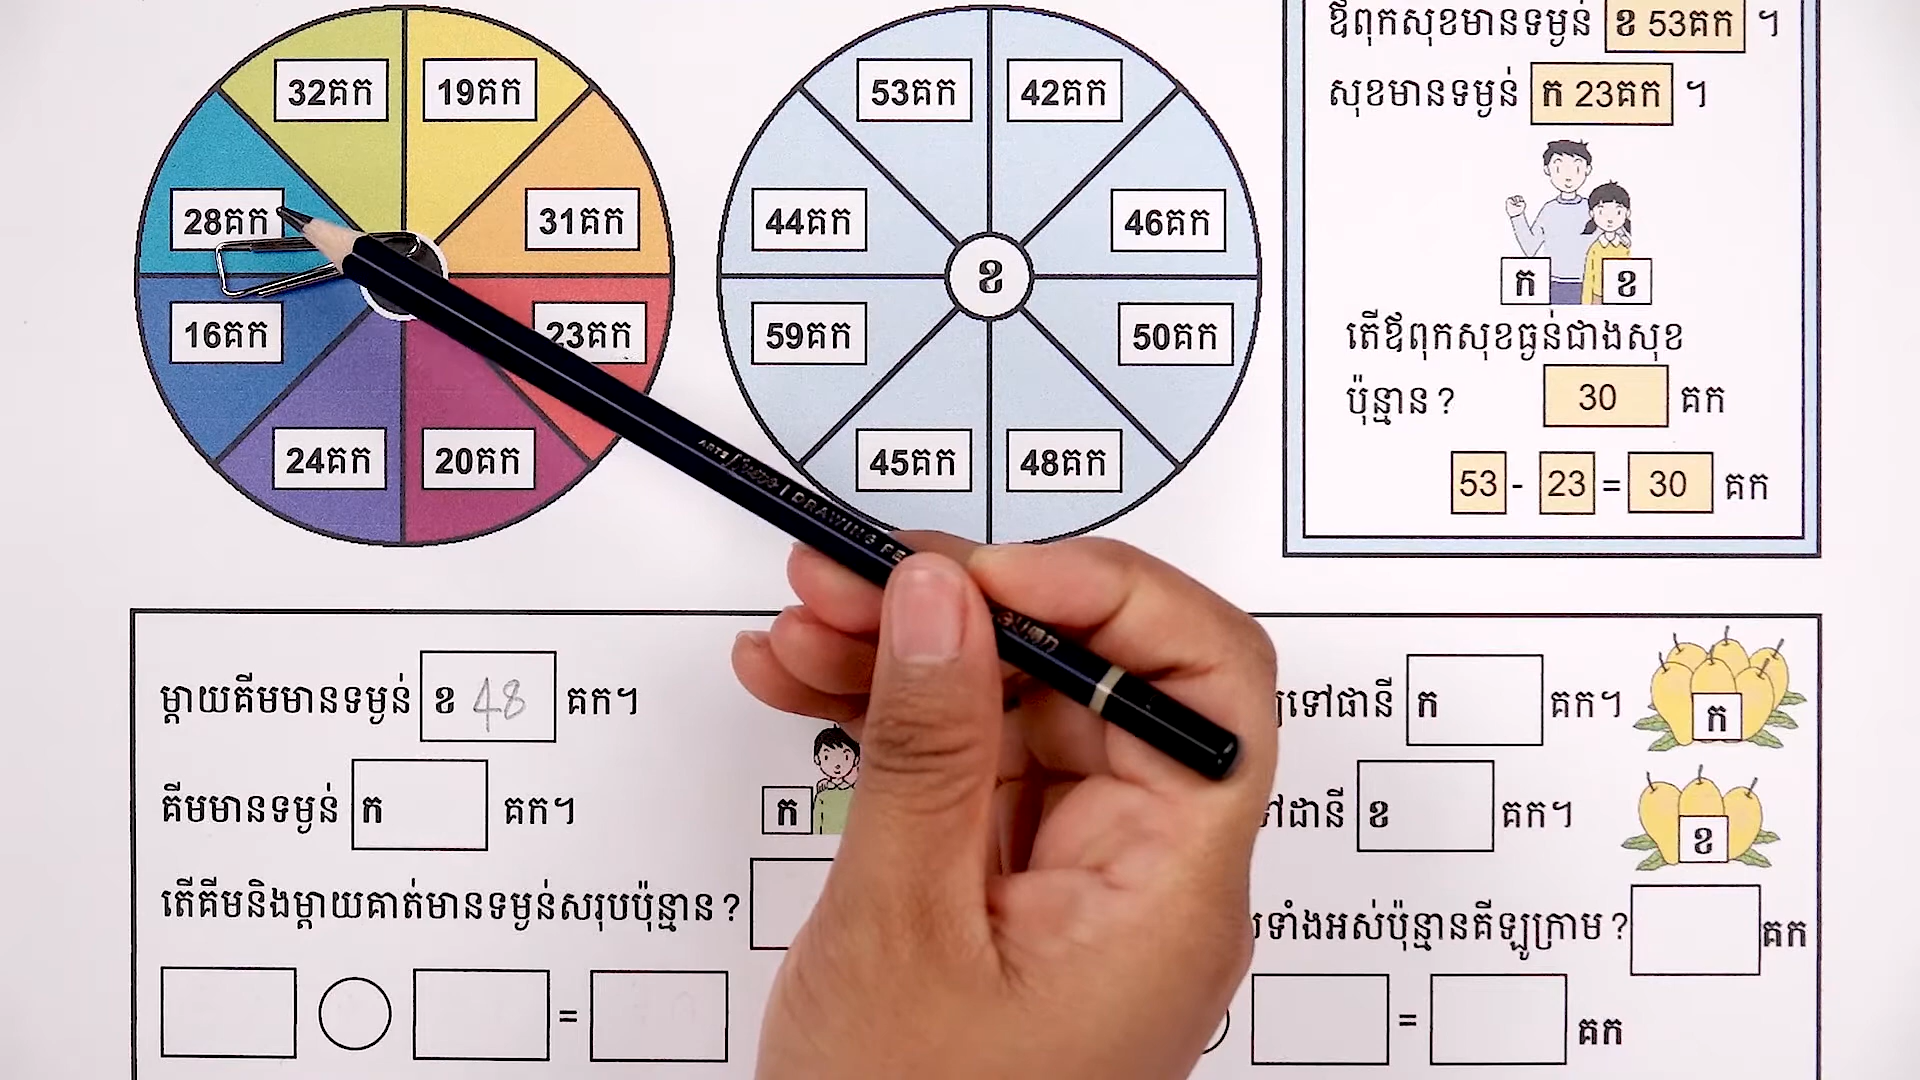 32គក
19គក
28គក
31គក
16គក
23គក
24គក
20គក
53គក
42គក
44គក
46គក
ខ
59គក
50គក
45គក
48គក
ឪពុកសុខមានទម្ងន់ ខ 53គក ។
សុខមានទម្ងន់ ក 23គក ។
ក
ខ
តើឪពុកសុខធ្ងន់ជាងសុខ
ប៉ុន្មាន? 30 គក
53 - 23 = 30 គក
DRAWING
ម្ដាយគីមមានទម្ងន់ ខ 48 គក។
គីមមានទម្ងន់ ក គក។
ក
តើគីមនិងម្ដាយគាត់មានទម្ងន់សរុបប៉ុន្មាន?
=
ទៅផានី ក គក។
ក
ដានី ខ គក។
ខ
ទាំងអស់ប៉ុន្មានគីឡូក្រាម? គក
= គក